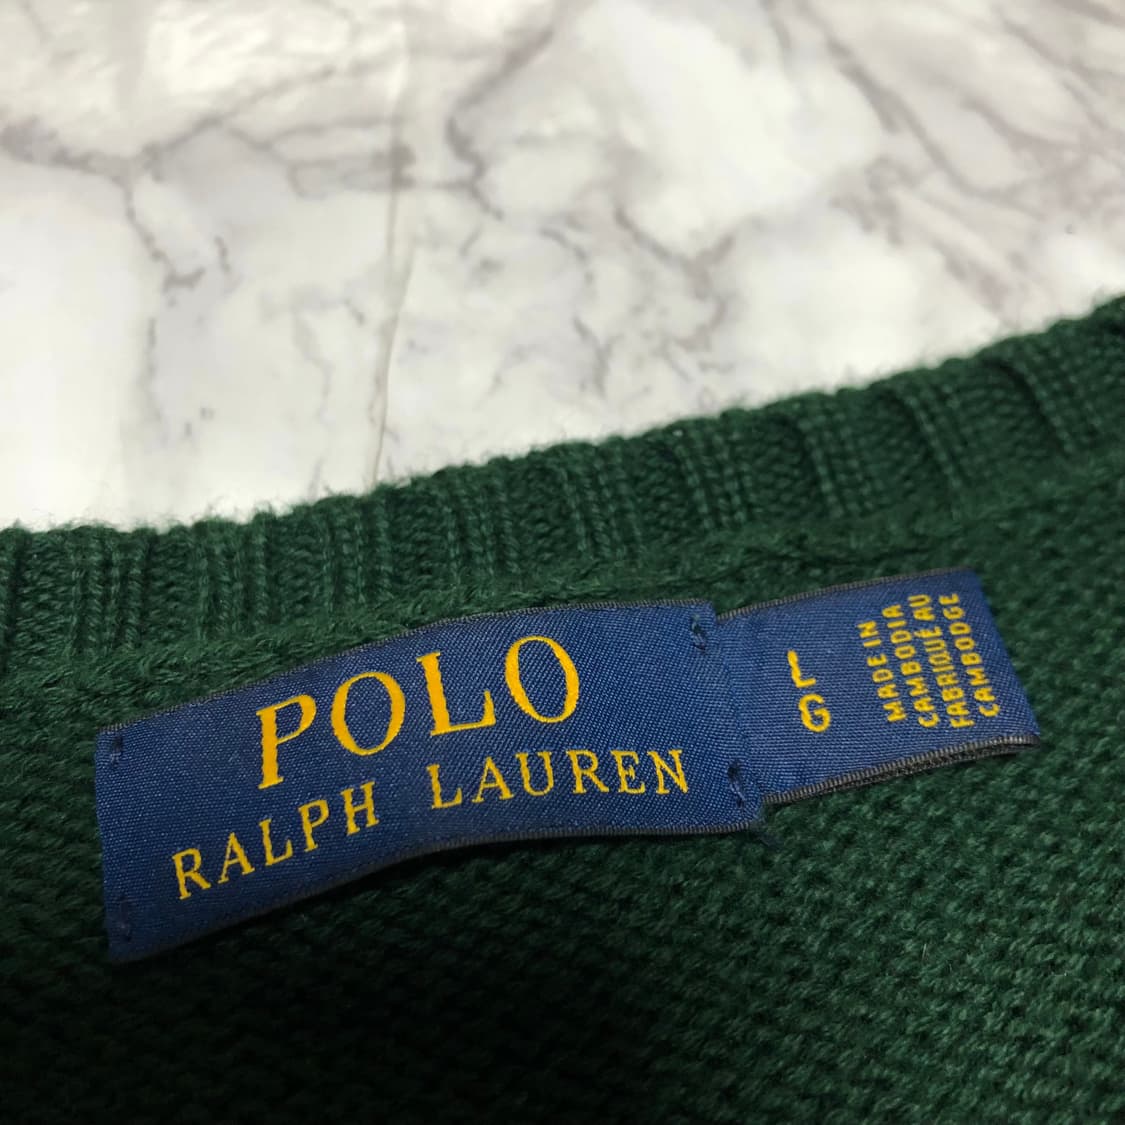 POLO
RALPH LAUREN
L
G
MADE IN
CAMBODIA
FABRIQUÉ AU
CAMBODGE